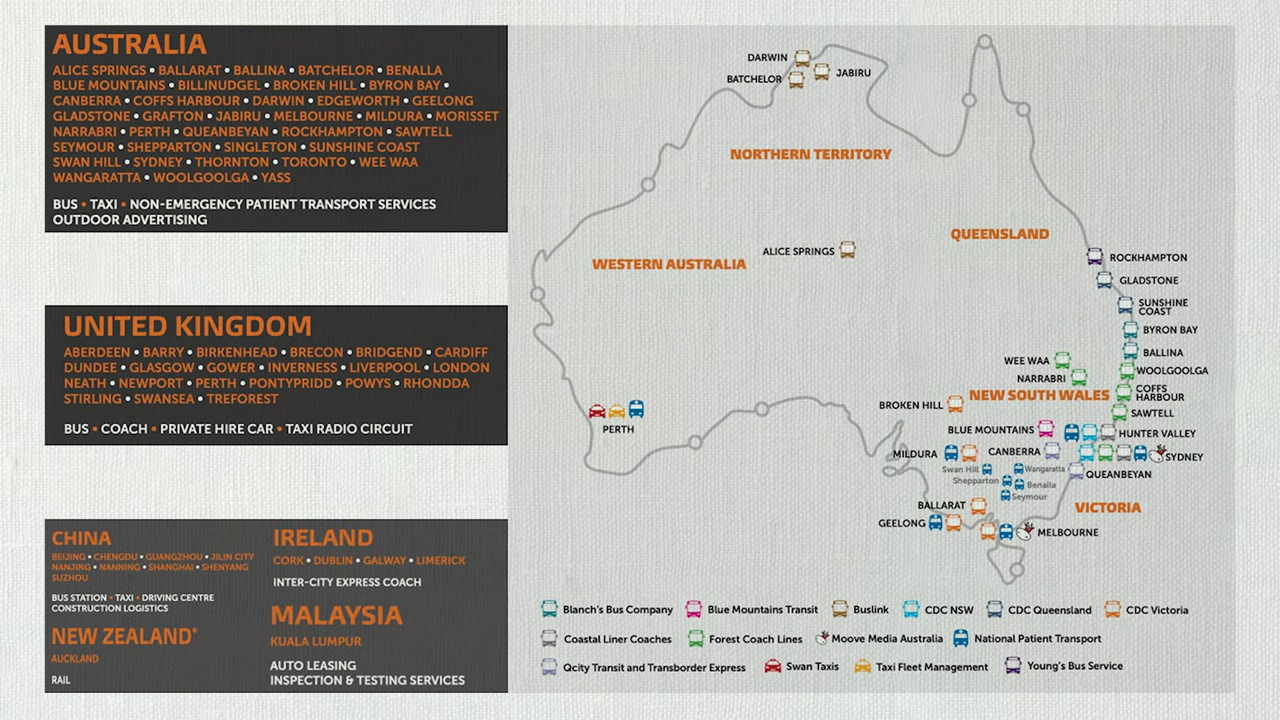 AUSTRALIA
ALICE SPRINGS • BALLARAT • BALLINA • BATCHELOR • BENALLA
BLUE MOUNTAINS • BILLINUDGEL • BROKEN HILL • BYRON BAY •
CANBERRA • COFFS HARBOUR • DARWIN • EDGEWORTH • GEELONG
GLADSTONE • GRAFTON • JABIRU • MELBOURNE • MILDURA • MORISSET
NARRABRI • PERTH • QUEANBEYAN • ROCKHAMPTON • SAWTELL
SEYMOUR • SHEPPARTON • SINGLETON • SUNSHINE COAST
SWAN HILL • SYDNEY • THORNTON • TORONTO • WEE WAA
WANGARATTA • WOOLGOOLGA • YASS
BUS • TAXI • NON-EMERGENCY PATIENT TRANSPORT SERVICES
OUTDOOR ADVERTISING
UNITED KINGDOM
ABERDEEN • BARRY • BIRKENHEAD • BRECON • BRIDGEND • CARDIFF
DUNDEE • GLASGOW • GOWER • INVERNESS • LIVERPOOL • LONDON
NEATH • NEWPORT • PERTH • PONTYPRIDD • POWYS • RHONDDA
STIRLING • SWANSEA • TREFOREST
BUS • COACH • PRIVATE HIRE CAR • TAXI RADIO CIRCUIT
CHINA
BEIJING • CHENGDU • GUANGZHOU • JILIN CITY
NANJING • NANNING • SHANGHAI • SHENYANG
SUZHOU
BUS STATION • TAXI • DRIVING CENTRE
CONSTRUCTION LOGISTICS
NEW ZEALAND*
AUCKLAND
RAIL
IRELAND
CORK • DUBLIN • GALWAY • LIMERICK
INTER-CITY EXPRESS COACH
MALAYSIA
KUALA LUMPUR
AUTO LEASING
INSPECTION & TESTING SERVICES
DARWIN
BATCHELOR
JABIRU
NORTHERN TERRITORY
QUEENSLAND
ALICE SPRINGS
WESTERN AUSTRALIA
ROCKHAMPTON
GLADSTONE
SUNSHINE
COAST
BYRON BAY
BALLINA
WEE WAA
WOOLGOOLGA
NARRABRI
NEW SOUTH WALES
COFFS
HARBOUR
BROKEN HILL
SAWTELL
PERTH
BLUE MOUNTAINS
HUNTER VALLEY
MILDURA
CANBERRA
SYDNEY
Swan Hill
Wangaratta
QUEANBEYAN
Shepparton
Benalla
Seymour
BALLARAT
VICTORIA
GEELONG
MELBOURNE
Blanch's Bus Company
Blue Mountains Transit
Buslink
CDC NSW
CDC Queensland
CDC Victoria
Coastal Liner Coaches
Forest Coach Lines
Moove Media Australia
National Patient Transport
Qcity Transit and Transborder Express
Swan Taxis
Taxi Fleet Management
Young's Bus Service